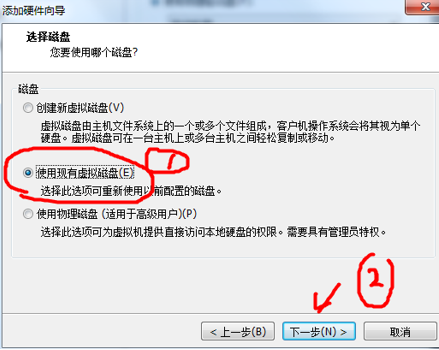 添加硬件向导
选择磁盘
您要使用哪个磁盘?
磁盘
创建新虚拟磁盘(V)
虚拟磁盘由主机文件系统上的一个或多个文件组成，客户机操作系统会将其视为单个
硬盘。虚拟磁盘可在一台主机上或多台主机之间轻松复制或移动。
使用现有虚拟磁盘(E)
1
选择此选项可重新使用以前配置的磁盘。
使用物理磁盘 (适用于高级用户)(P)
选择此选项可为虚拟机提供直接访问本地硬盘的权限。需要具有管理员特权。
2
< 上一步(B)
下一步(N) >
取消